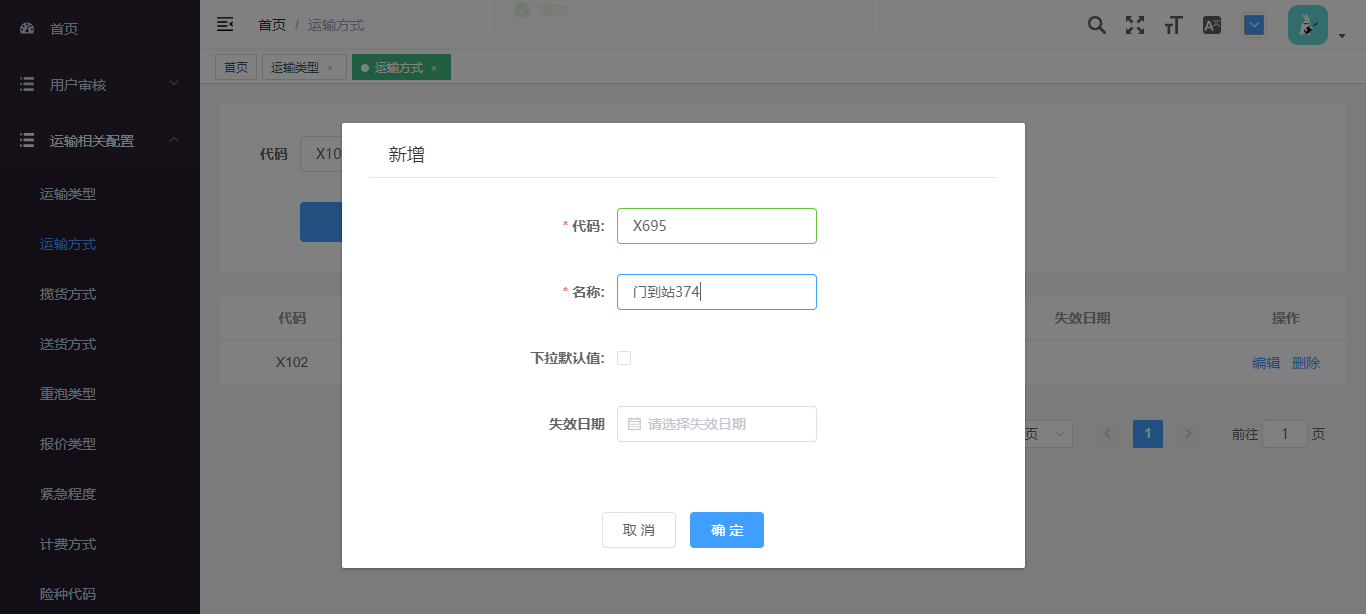 首页
用户审核
运输相关配置
运输类型
运输方式
揽货方式
送货方式
重泡类型
报价类型
紧急程度
计费方式
险种代码
首页 / 运输方式
成功
首页
运输类型 ×
运输方式 ×
代码 X10
新增
* 代码: X695
* 名称: 门到站374
下拉默认值:
失效日期 请选择失效日期
取 消
确 定
代码 失效日期 操作
X102 编辑 删除
页 < 1 > 前往 1 页